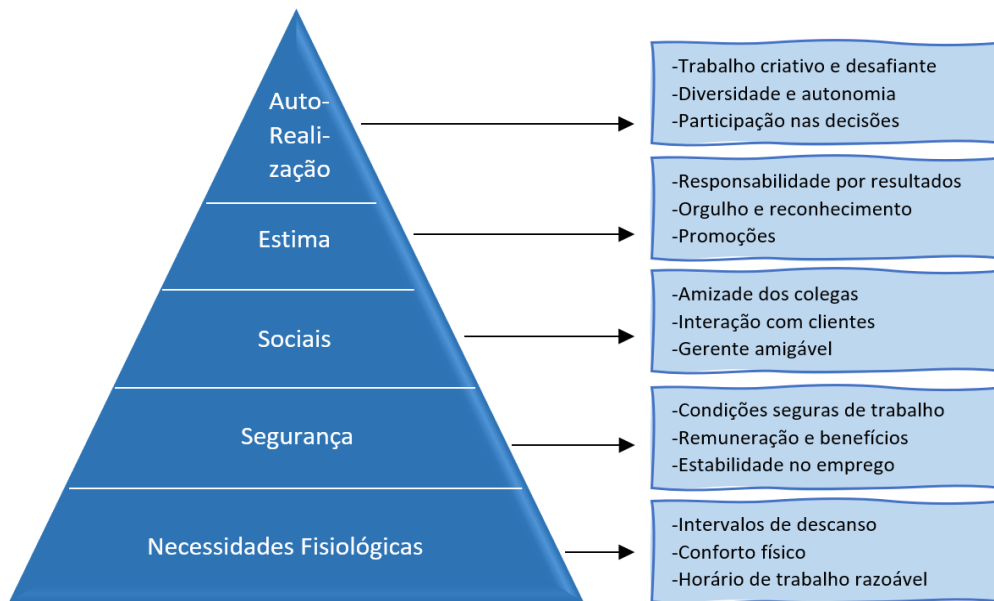 Auto-
Reali-
zação
-Trabalho criativo e desafiante
-Diversidade e autonomia
-Participação nas decisões
Estima
-Responsabilidade por resultados
-Orgulho e reconhecimento
-Promoções
Sociais
-Amizade dos colegas
-Interação com clientes
-Gerente amigável
Segurança
-Condições seguras de trabalho
-Remuneração e benefícios
-Estabilidade no emprego
Necessidades Fisiológicas
-Intervalos de descanso
-Conforto físico
-Horário de trabalho razoável